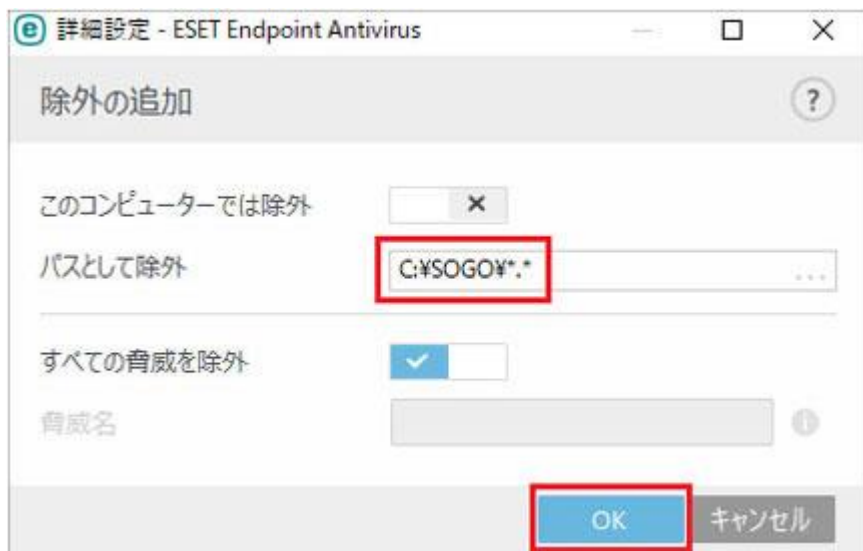 e 詳細設定 - ESET Endpoint Antivirus
除外の追加
?
このコンピューターでは除外
パスとして除外 C:¥SOGO¥*.* ...
すべての脅威を除外
脅威名
OK キャンセル